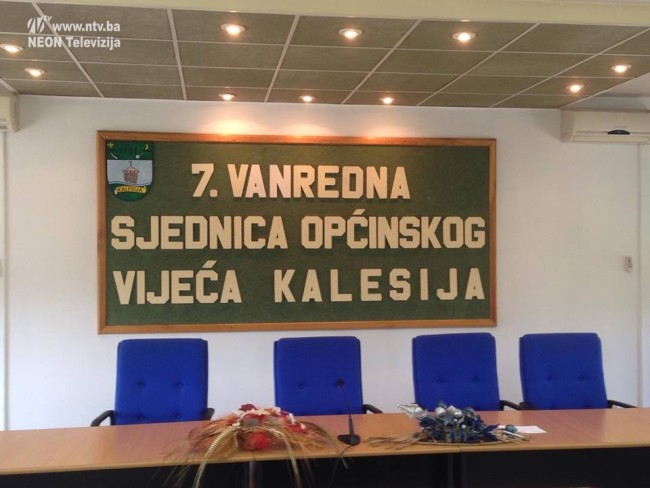 www.ntv.ba
NEON Televizija
KALESIJA
7. VANREDNA
SJEDNICA OPĆINSKOG
VIJEĆA KALESIJA